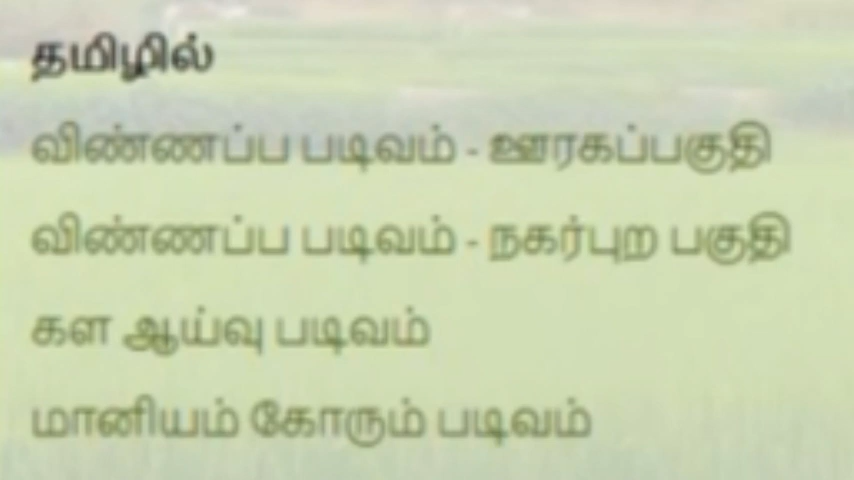 தமிழில்
விண்ணப்ப படிவம் - ஊரகப்பகுதி
விண்ணப்ப படிவம் - நகர்புற பகுதி
கள ஆய்வு படிவம்
மானியம் கோரும் படிவம்